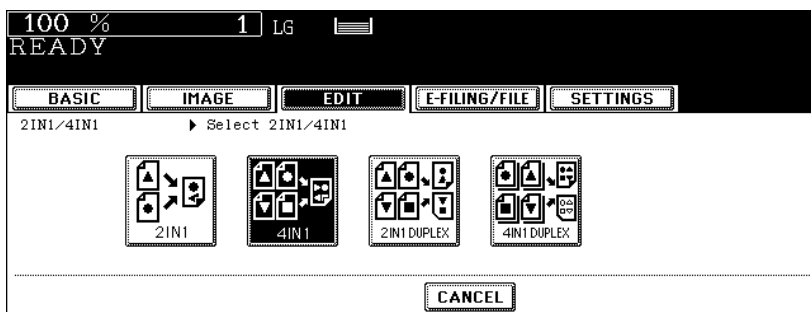 100 % 1 LG
READY
BASIC IMAGE EDIT E-FILING/FILE SETTINGS
2IN1/4IN1 Select 2IN1/4IN1
2IN1 4IN1 2IN1 DUPLEX 4IN1 DUPLEX
CANCEL